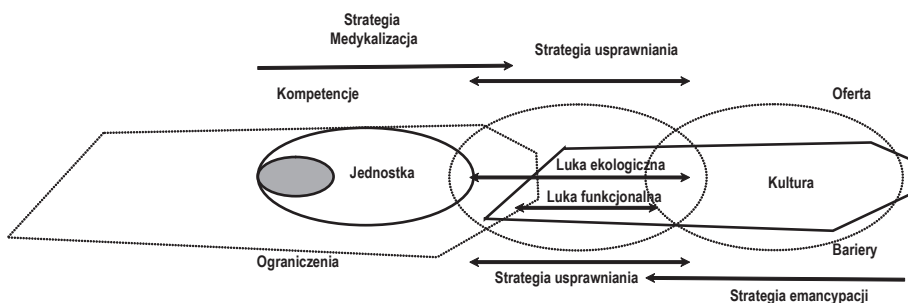 Strategia
Medykalizacja
Strategia usprawniania
Kompetencje
Oferta
Jednostka
Luka ekologiczna
Kultura
Luka funkcjonalna
Ograniczenia
Bariery
Strategia usprawniania
Strategia emancypacji